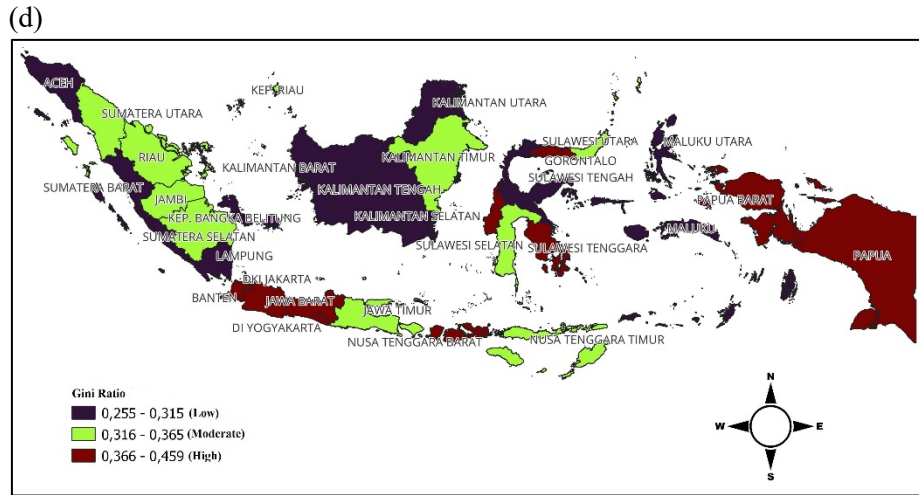 (d)
ACEH
SUMATERA UTARA
KEP. RIAU
RIAU
SUMATERA BARAT
JAMBI
KEP. BANGKA BELITUNG
SUMATERA SELATAN
LAMPUNG
KALIMANTAN UTARA
KALIMANTAN BARAT
KALIMANTAN TIMUR
KALIMANTAN TENGAH
KALIMANTAN SELATAN
SULAWESI UTARA
GORONTALO
SULAWESI TENGAH
SULAWESI SELATAN
SULAWESI TENGGARA
MALUKU UTARA
MALUKU
PAPUA BARAT
PAPUA
DKI JAKARTA
BANTEN
JAWA BARAT
JAWA TIMUR
DI YOGYAKARTA
NUSA TENGGARA BARAT
NUSA TENGGARA TIMUR
Gini Ratio
0,255 - 0,315 (Low)
0,316 - 0,365 (Moderate)
0,366 - 0,459 (High)
N
W E
S